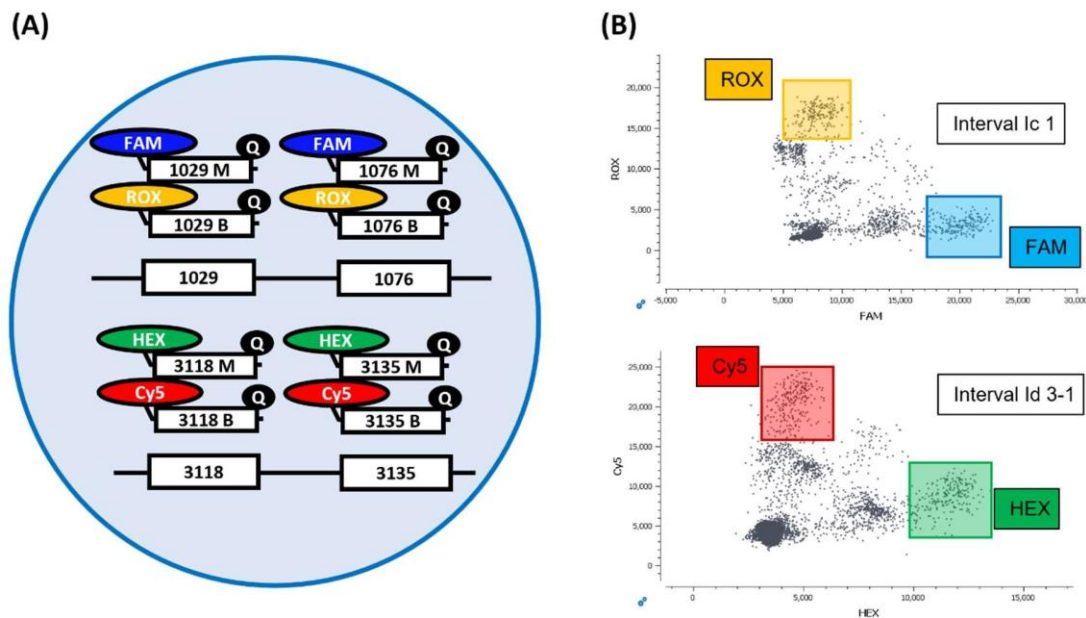 (A)
FAM Q FAM Q
1029 M 1076 M
ROX Q ROX Q
1029 B 1076 B
1029 1076
HEX Q HEX Q
3118 M 3135 M
Cy5 Q Cy5 Q
3118 B 3135 B
3118 3135
(B)
ROX
Interval Ic 1
FAM
ROX
20,000
15,000
10,000
5,000
0
-5,000 0 5,000 10,000 15,000 20,000 25,000 30,000
FAM
Cy5
Interval Id 3-1
HEX
Cy5
25,000
20,000
15,000
10,000
5,000
0
0 5,000 10,000 15,000
HEX